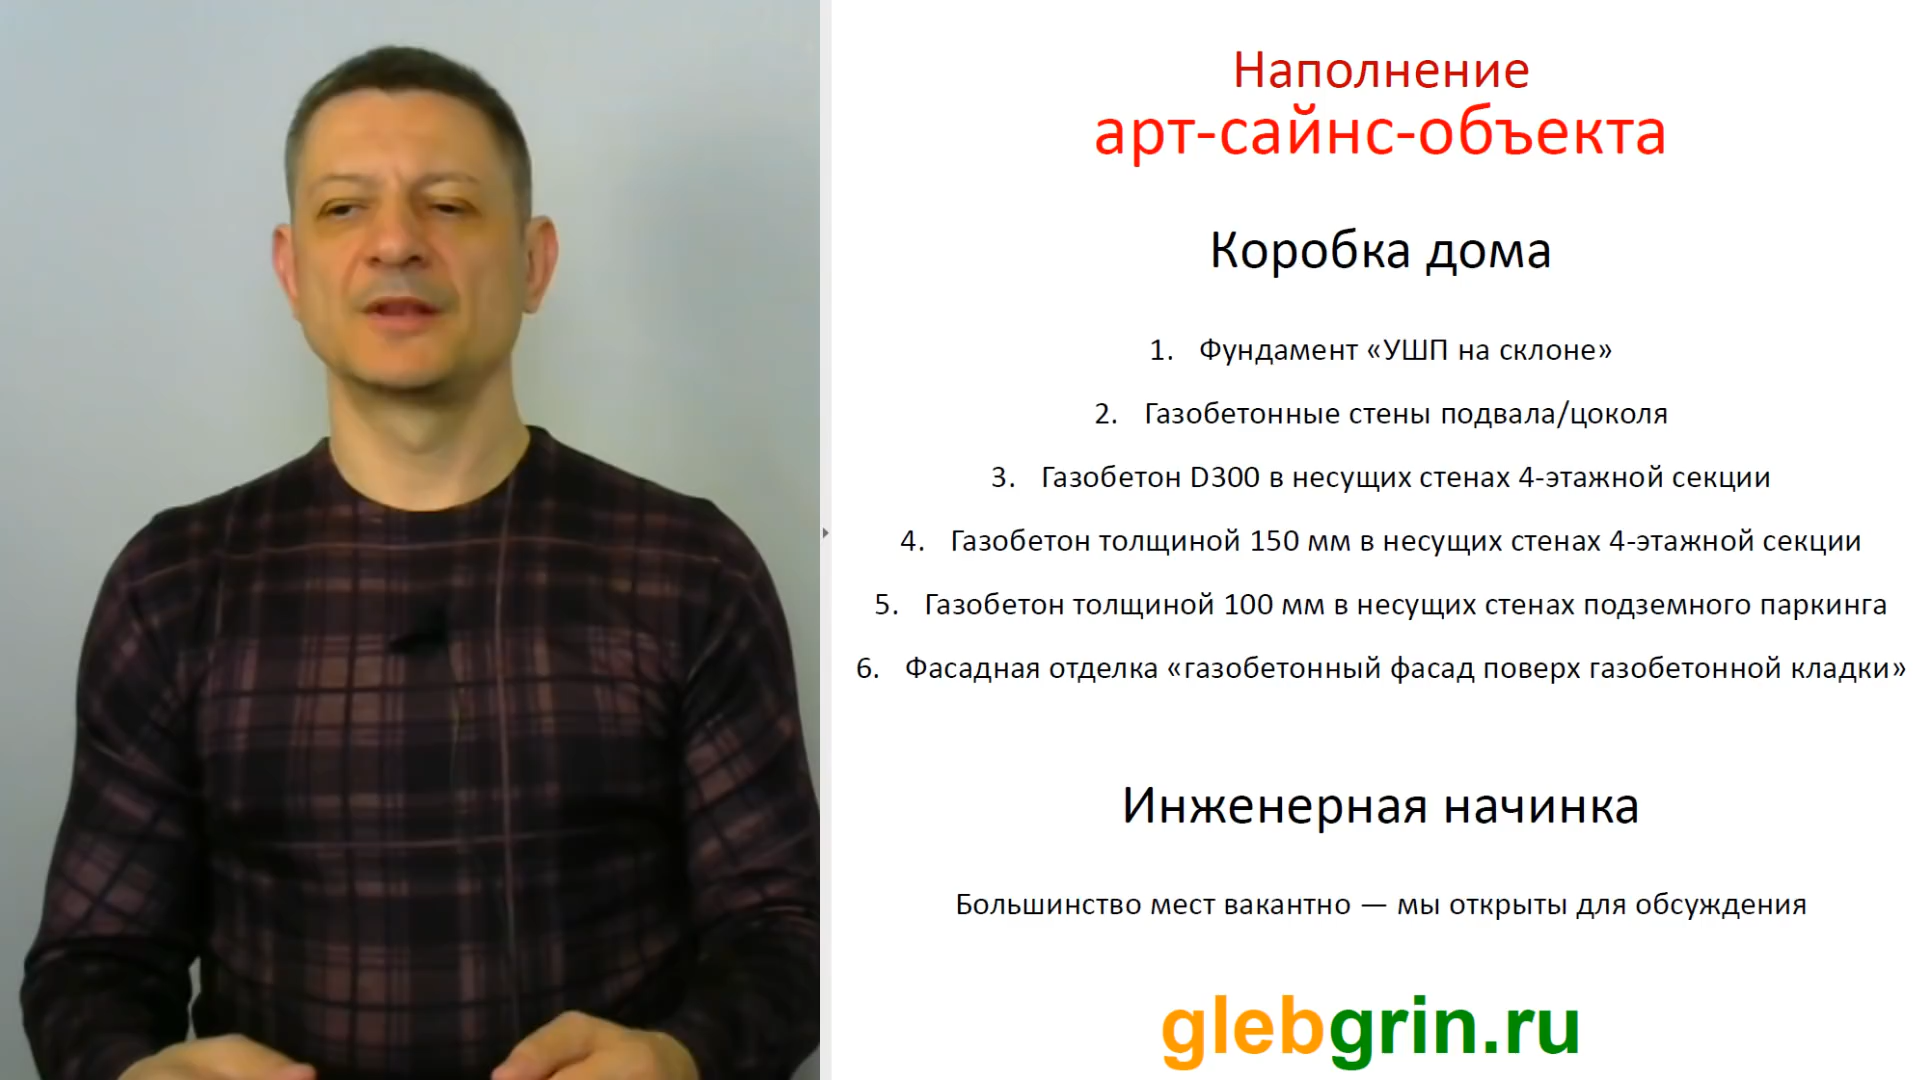 Наполнение
арт-сайнс-объекта
Коробка дома
1. Фундамент «УШП на склоне»
2. Газобетонные стены подвала/цоколя
3. Газобетон D300 в несущих стенах 4-этажной секции
4. Газобетон толщиной 150 мм в несущих стенах 4-этажной секции
5. Газобетон толщиной 100 мм в несущих стенах подземного паркинга
6. Фасадная отделка «газобетонный фасад поверх газобетонной кладки»
Инженерная начинка
Большинство мест вакантно — мы открыты для обсуждения
glebgrin.ru